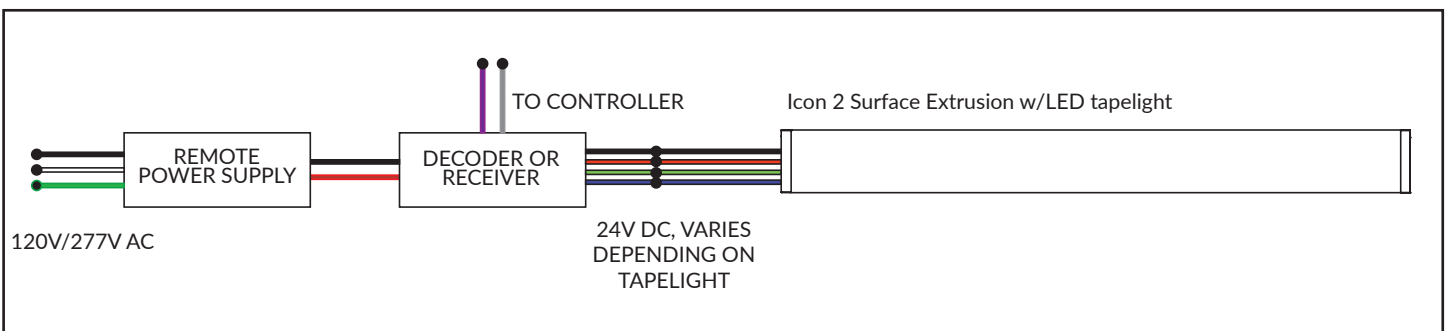 TO CONTROLLER
Icon 2 Surface Extrusion w/LED tapelight
REMOTE
POWER SUPPLY
DECODER OR
RECEIVER
120V/277V AC
24V DC, VARIES
DEPENDING ON
TAPELIGHT